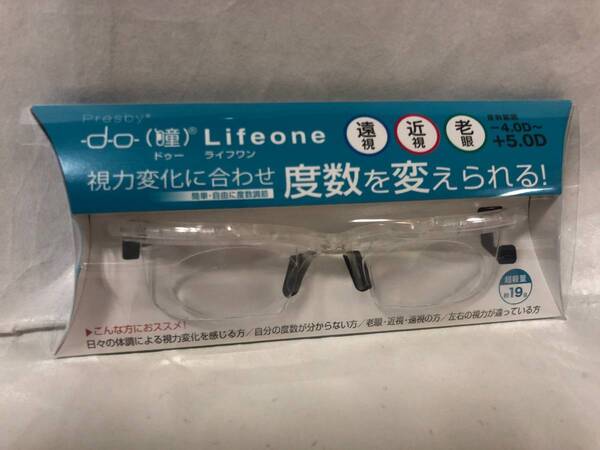 Presby®
-do-(瞳)® Lifeone
ドゥー ライフワン
遠視 近視 老眼
度数範囲
-4.0D～
+5.0D
視力変化に合わせ 度数を変えられる!
簡単・自由に度数調節
超軽量
約19g
▶こんな方におススメ!
日々の体調による視力変化を感じる方/自分の度数が分からない方/老眼・近視・遠視の方/左右の視力が違っている方